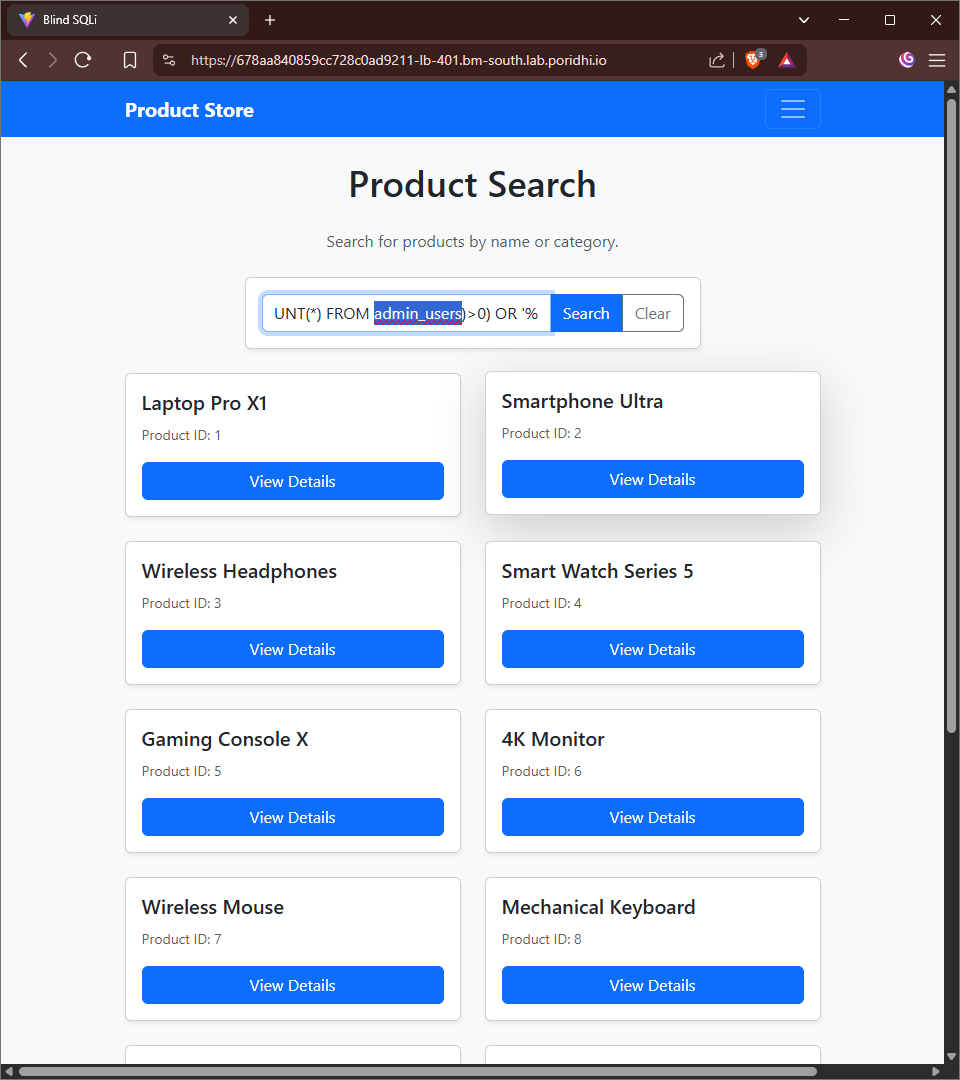 Blind SQLi
https://678aa840859cc728c0ad9211-lb-401.bm-south.lab.poridhi.io
3
Product Store
Product Search
Search for products by name or category.
UNT(*) FROM admin_users)>0) OR '%
Search
Clear
Laptop Pro X1
Product ID: 1
View Details
Smartphone Ultra
Product ID: 2
View Details
Wireless Headphones
Product ID: 3
View Details
Smart Watch Series 5
Product ID: 4
View Details
Gaming Console X
Product ID: 5
View Details
4K Monitor
Product ID: 6
View Details
Wireless Mouse
Product ID: 7
View Details
Mechanical Keyboard
Product ID: 8
View Details